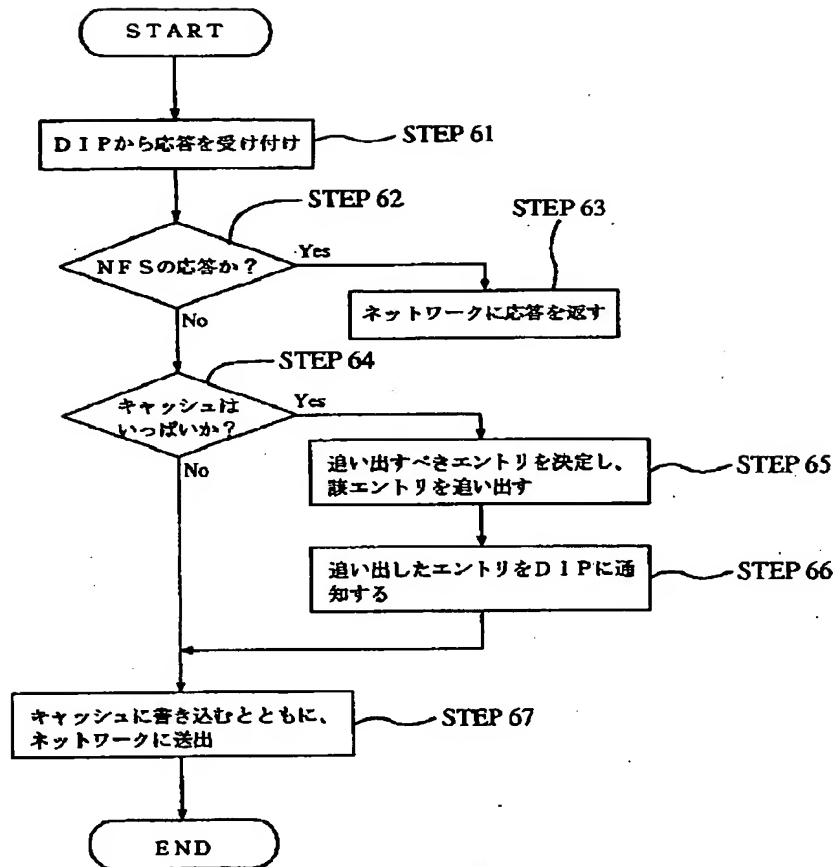 START
DIPから応答を受け付け
STEP 61
STEP 62
NFSの応答か?
Yes
STEP 63
ネットワークに応答を返す
No
STEP 64
キャッシュは
いっぱいか?
Yes
追い出すべきエントリを決定し、
該エントリを追い出す
STEP 65
No
追い出したエントリをDIPに通
知する
STEP 66
キャッシュに書き込むとともに、
ネットワークに送出
STEP 67
END